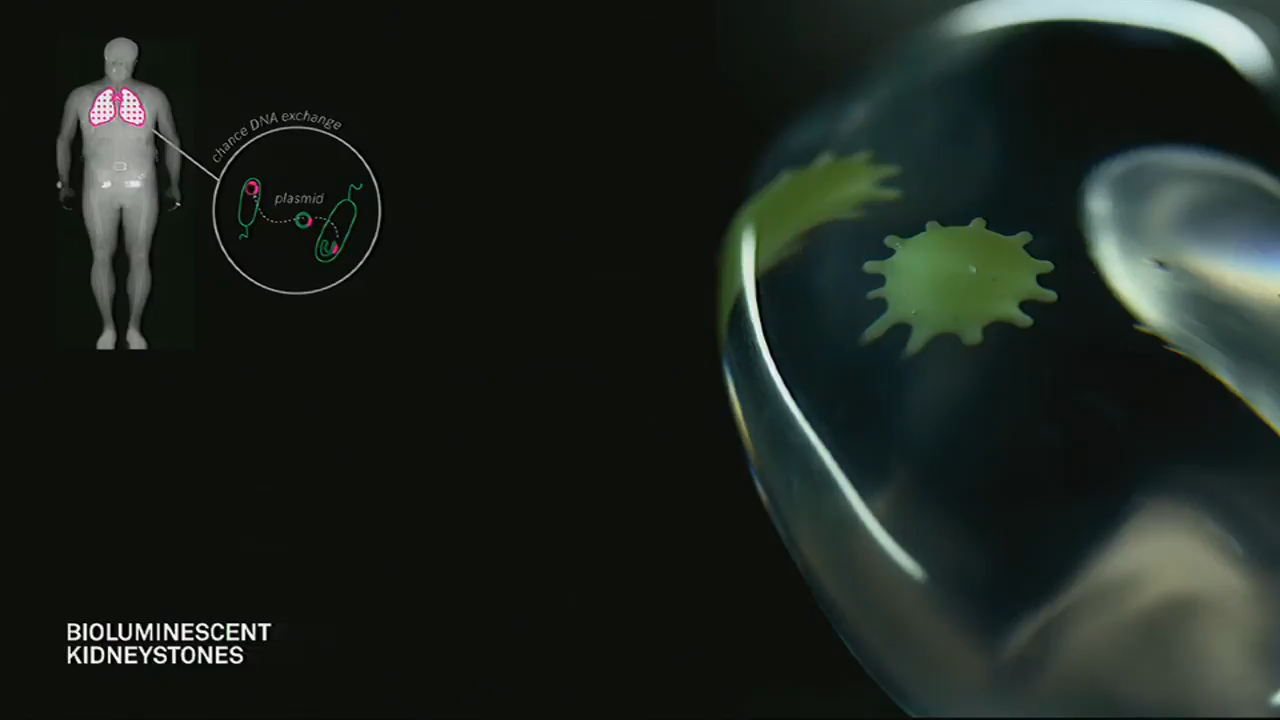 chance DNA exchange
plasmid
BIOLUMINESCENT
KIDNEYSTONES